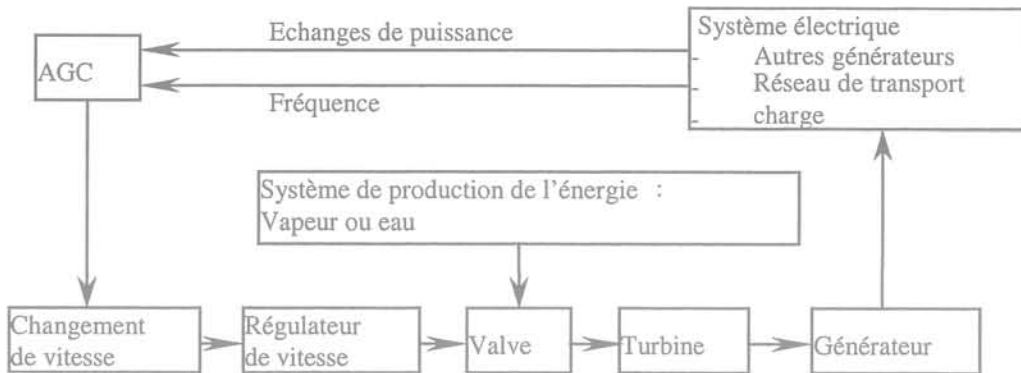 Echanges de puissance
AGC
Fréquence
Système électrique
- Autres générateurs
- Réseau de transport
- charge
Système de production de l'énergie :
Vapeur ou eau
Changement
de vitesse
Régulateur
de vitesse
Valve
Turbine
Générateur